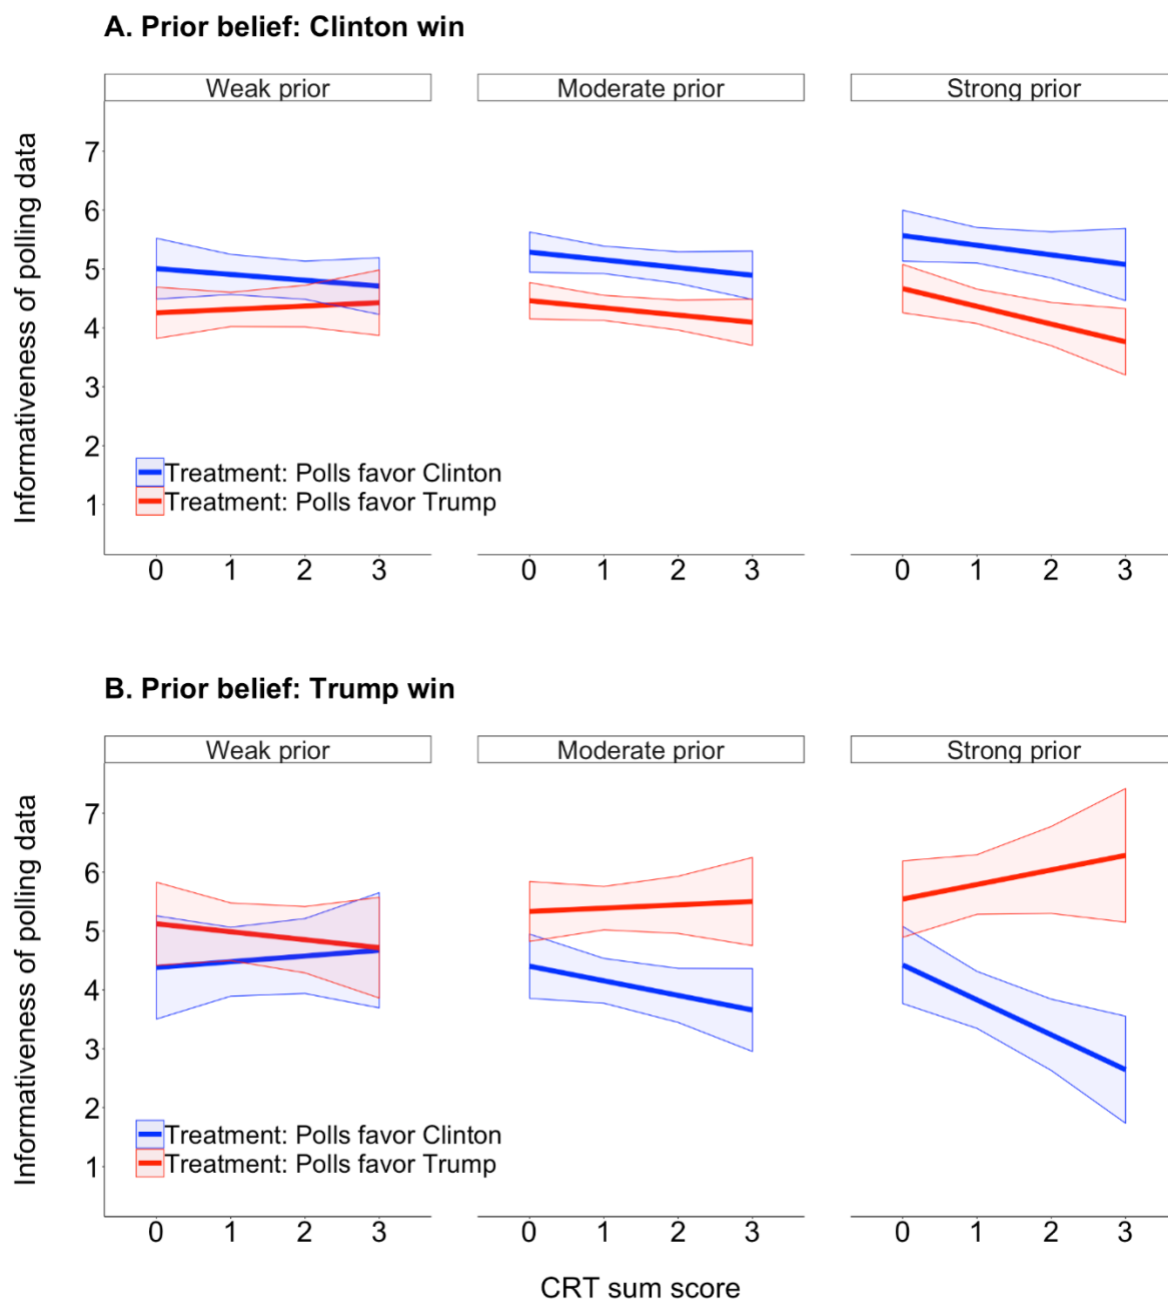 A. Prior belief: Clinton win
Weak prior Moderate prior Strong prior
Informativeness of polling data
7
6
5
4
3
2
1
Treatment: Polls favor Clinton
Treatment: Polls favor Trump
0 1 2 3 0 1 2 3 0 1 2 3
B. Prior belief: Trump win
Weak prior Moderate prior Strong prior
Informativeness of polling data
7
6
5
4
3
2
1
Treatment: Polls favor Clinton
Treatment: Polls favor Trump
0 1 2 3 0 1 2 3 0 1 2 3
CRT sum score